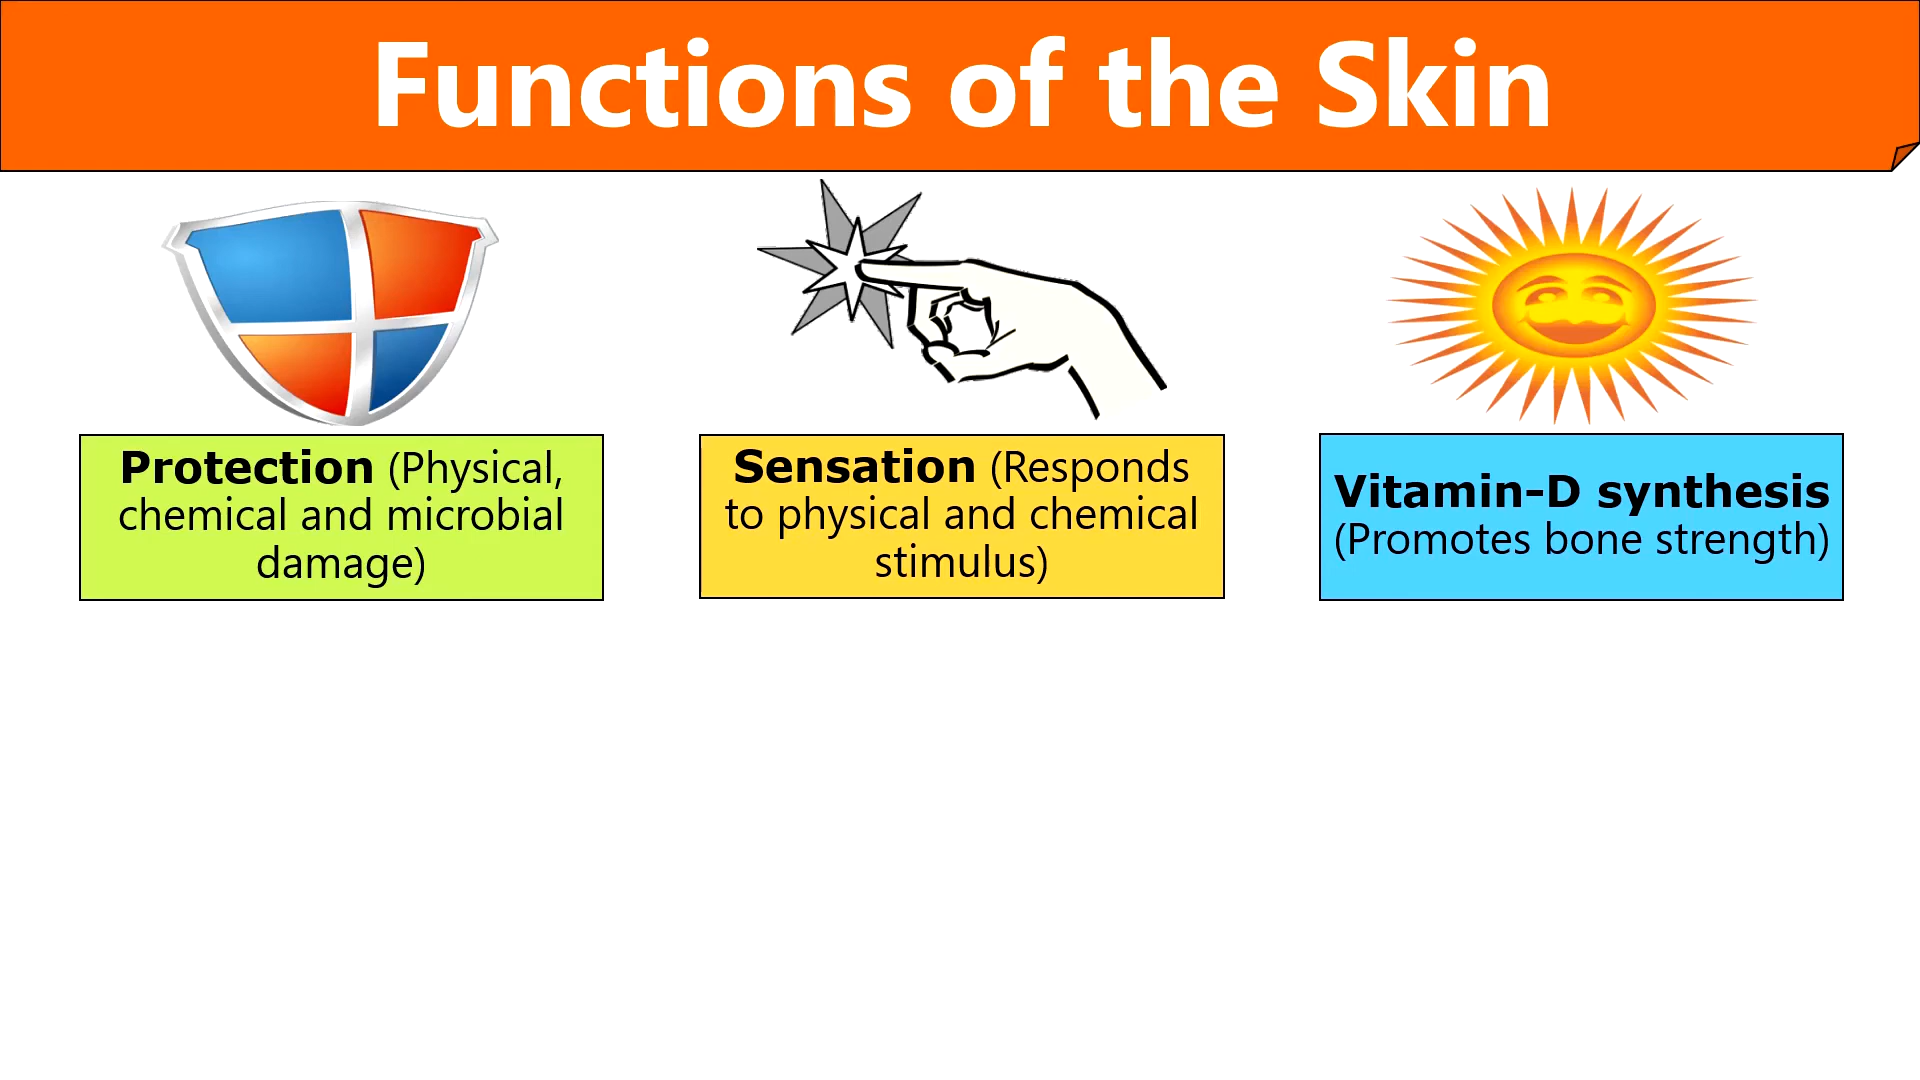 Functions of the Skin
Protection (Physical,
chemical and microbial
damage)
Sensation (Responds
to physical and chemical
stimulus)
Vitamin-D synthesis
(Promotes bone strength)